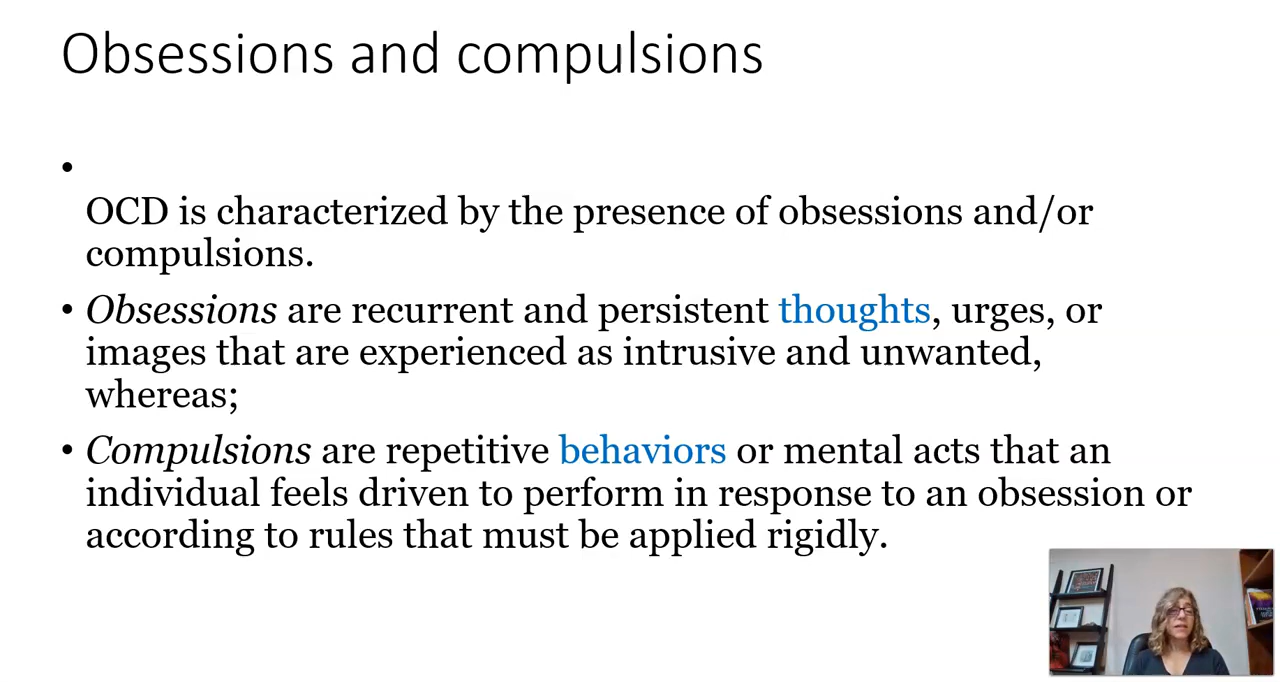 Obsessions and compulsions
•
OCD is characterized by the presence of obsessions and/or
compulsions.
• Obsessions are recurrent and persistent thoughts, urges, or
images that are experienced as intrusive and unwanted,
whereas;
• Compulsions are repetitive behaviors or mental acts that an
individual feels driven to perform in response to an obsession or
according to rules that must be applied rigidly.